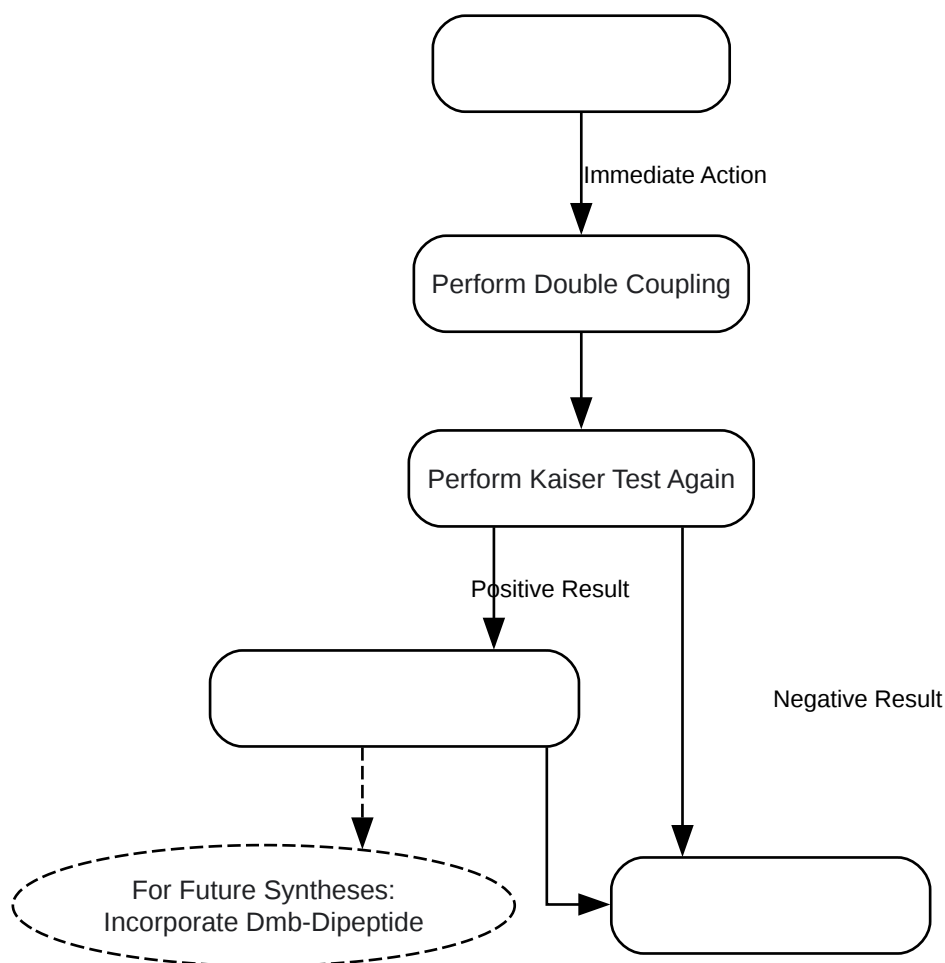 Immediate Action
Perform Double Coupling
Perform Kaiser Test Again
Positive Result
Negative Result
For Future Syntheses:
Incorporate Dmb-Dipeptide